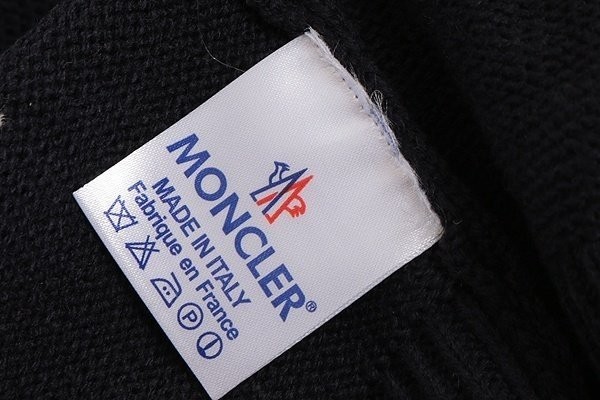 MONCLER®
MADE IN ITALY
Fabrique en France
P